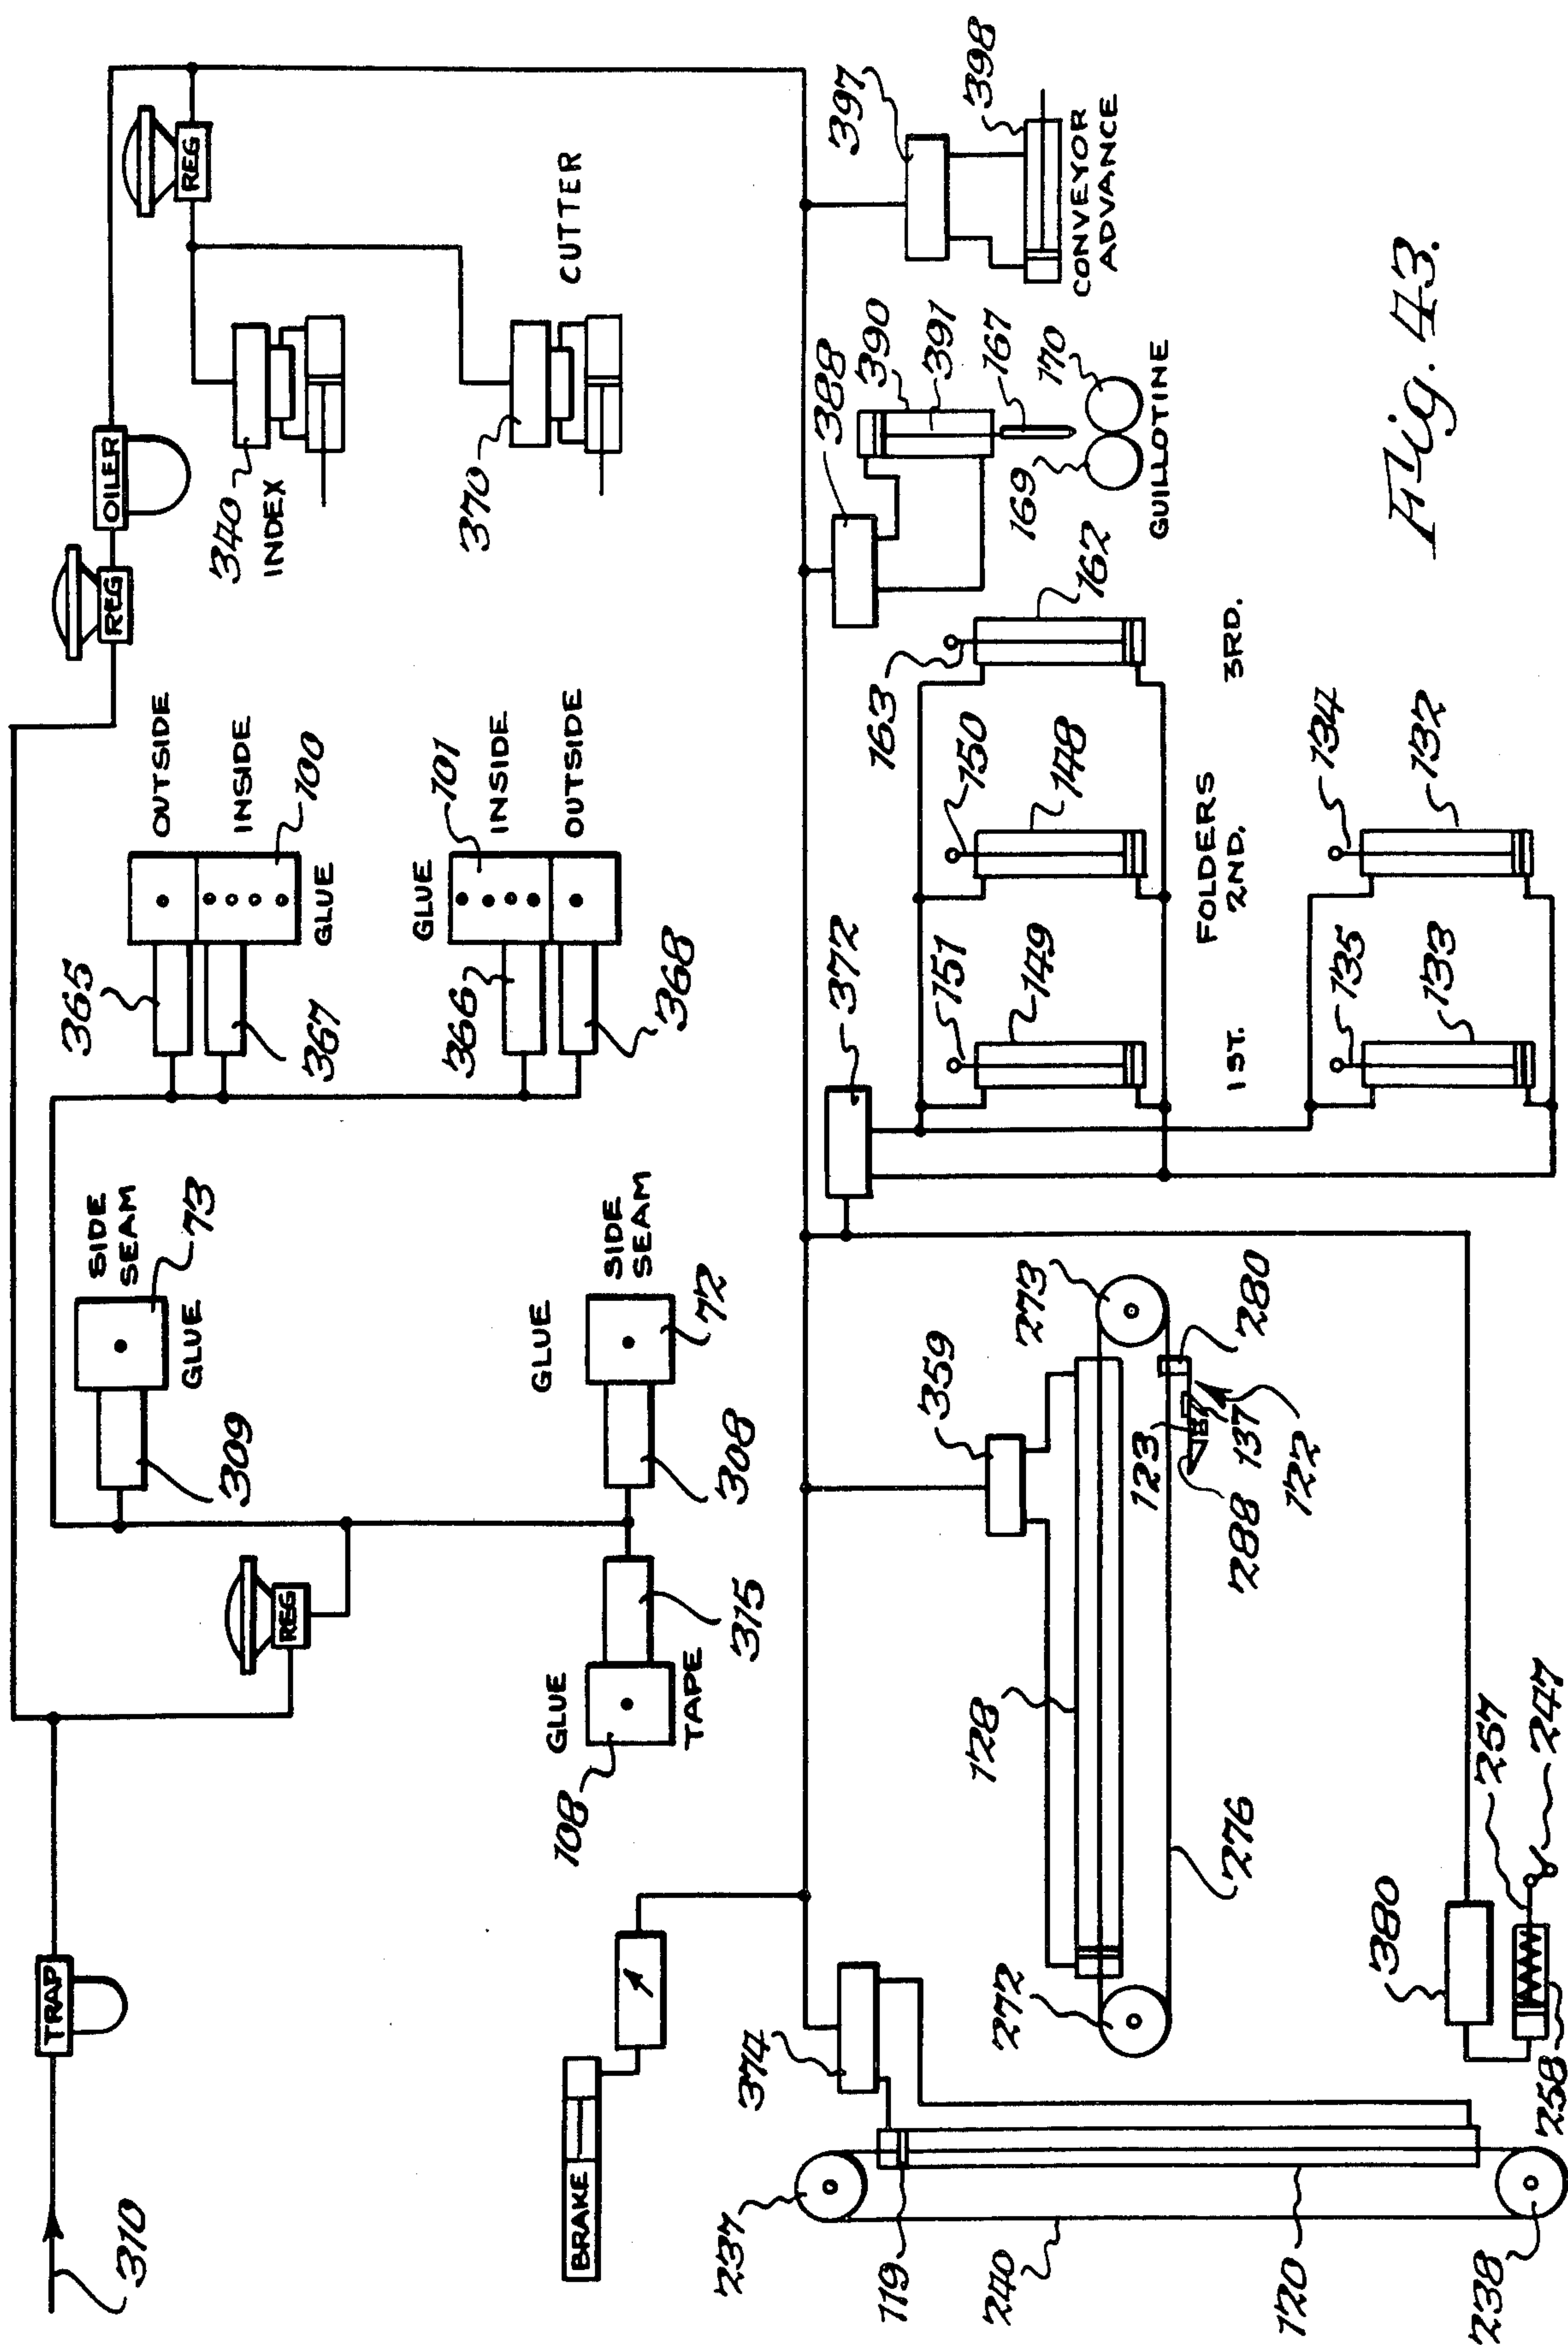 310
TRAP
REG
309
SIDE
SEAM
73
GLUE
GLUE
SIDE
SEAM
72
308
315
GLUE
TAPE
108
365
367
OUTSIDE
INSIDE
100
GLUE
GLUE
101
INSIDE
OUTSIDE
366
368
REG
OILER
REG
340
INDEX
370
CUTTER
BRAKE
374
237
119
240
120
238
359
128
272
273
276
280
123
137
288
122
380
257
247
258
372
151
149
150
148
163
162
1ST.
FOLDERS
2ND.
3RD.
135
133
134
132
388
390
391
167
169
170
GUILLOTINE
397
398
CONVEYOR
ADVANCE
Fig. 43.